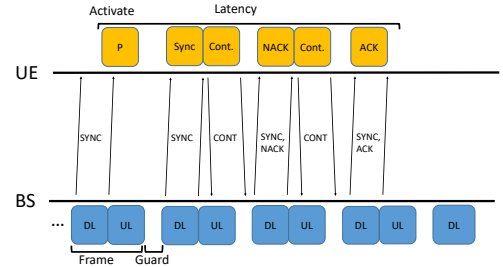 Activate
Latency
P
Sync
Cont.
NACK
Cont.
ACK
UE
SYNC
SYNC
CONT
SYNC,
NACK
CONT
SYNC,
ACK
BS
...
DL
UL
DL
UL
DL
UL
DL
UL
DL
Frame
Guard